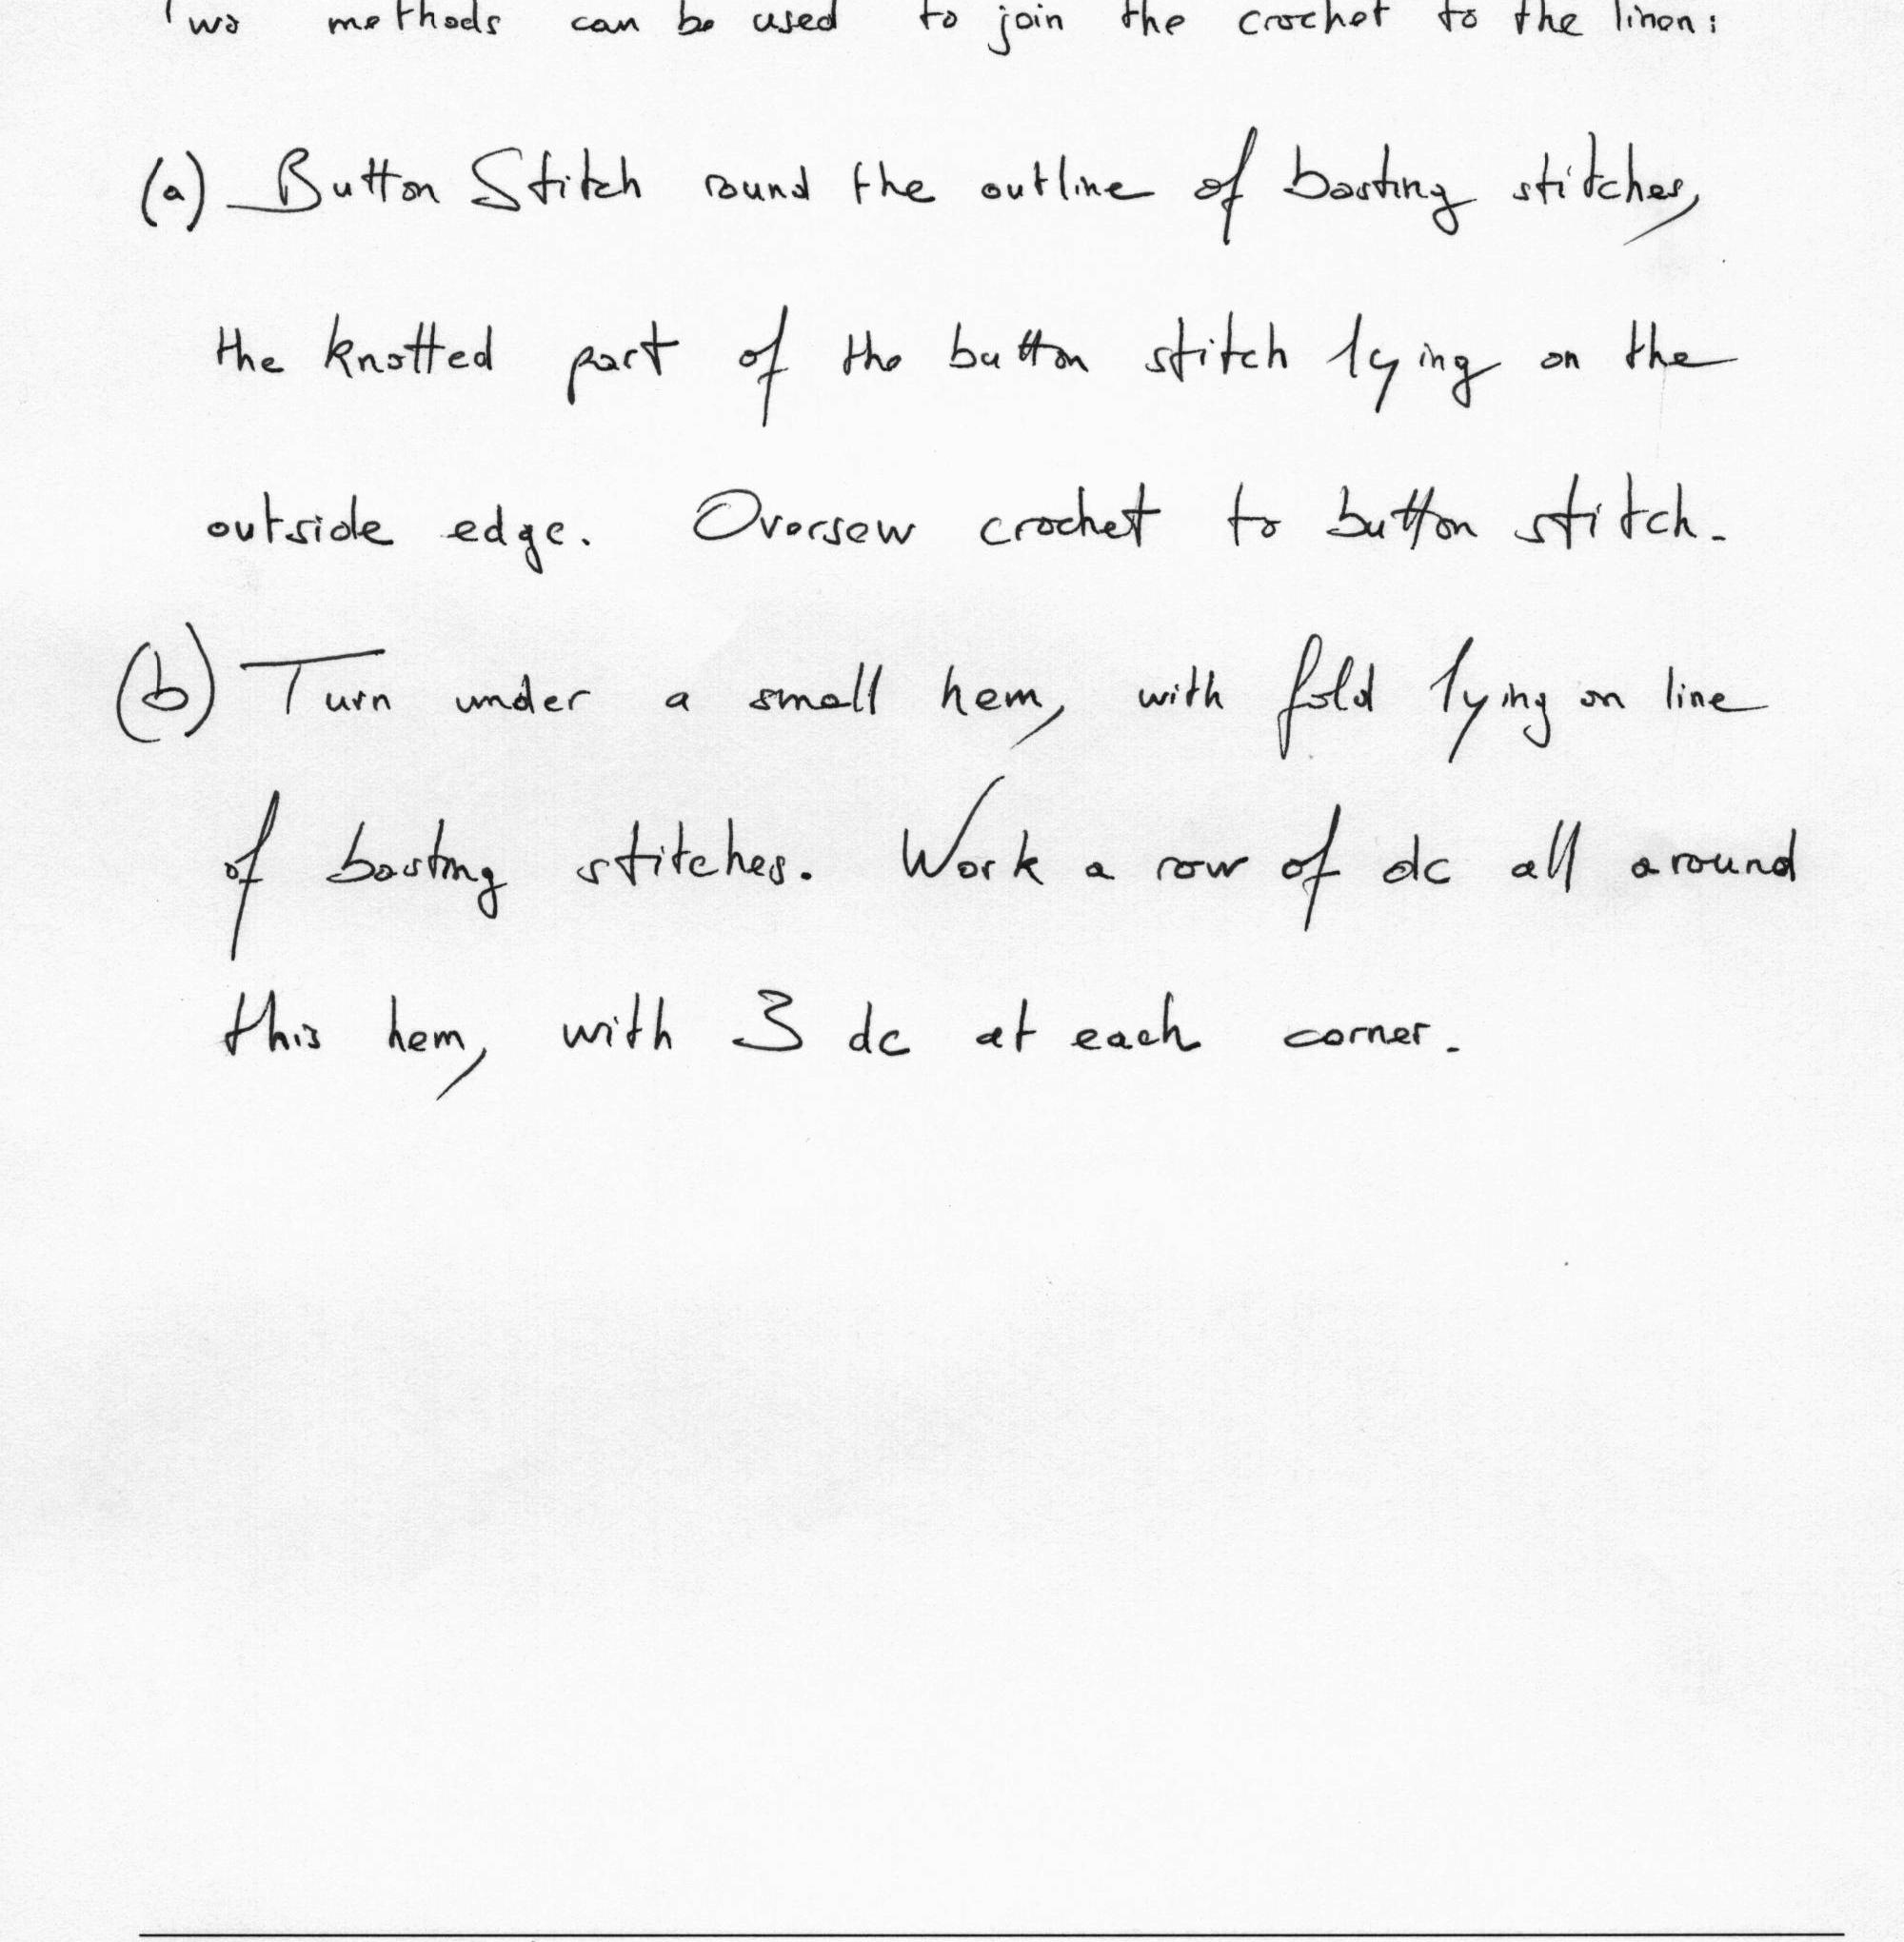 Two methods can be used to join the crochet to the linen:
(a) Button Stitch round the outline of basting stitches,
the knotted part of the button stitch lying on the
outside edge. Oversew crochet to button stitch.
(b) Turn under a small hem, with fold lying on line
of basting stitches. Work a row of dc all around
this hem, with 3 dc at each corner.